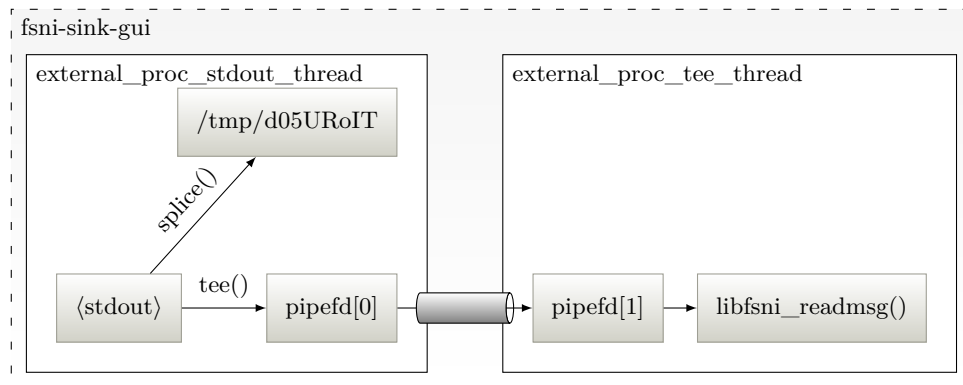 fsni-sink-gui
external_proc_stdout_thread
external_proc_tee_thread
/tmp/d05URoIT
splice()
tee()
⟨stdout⟩
pipefd[0]
pipefd[1]
libfsni_readmsg()